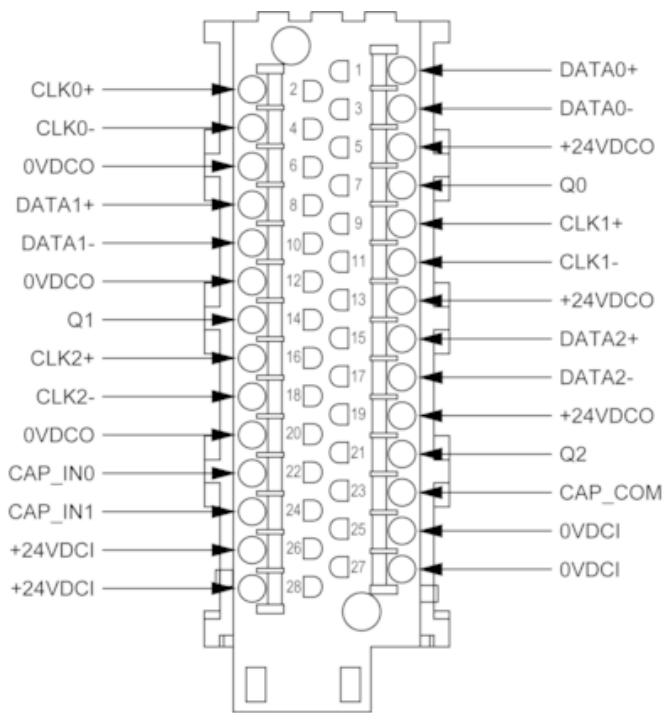 1 DATA0+
CLK0+ 2
3 DATA0-
CLK0- 4
5 +24VDCO
0VDCO 6
7 Q0
DATA1+ 8
9 CLK1+
DATA1- 10
11 CLK1-
0VDCO 12
13 +24VDCO
Q1 14
15 DATA2+
CLK2+ 16
17 DATA2-
CLK2- 18
19 +24VDCO
0VDCO 20
21 Q2
CAP_IN0 22
23 CAP_COM
CAP_IN1 24
25 0VDCI
+24VDCI 26
27 0VDCI
+24VDCI 28